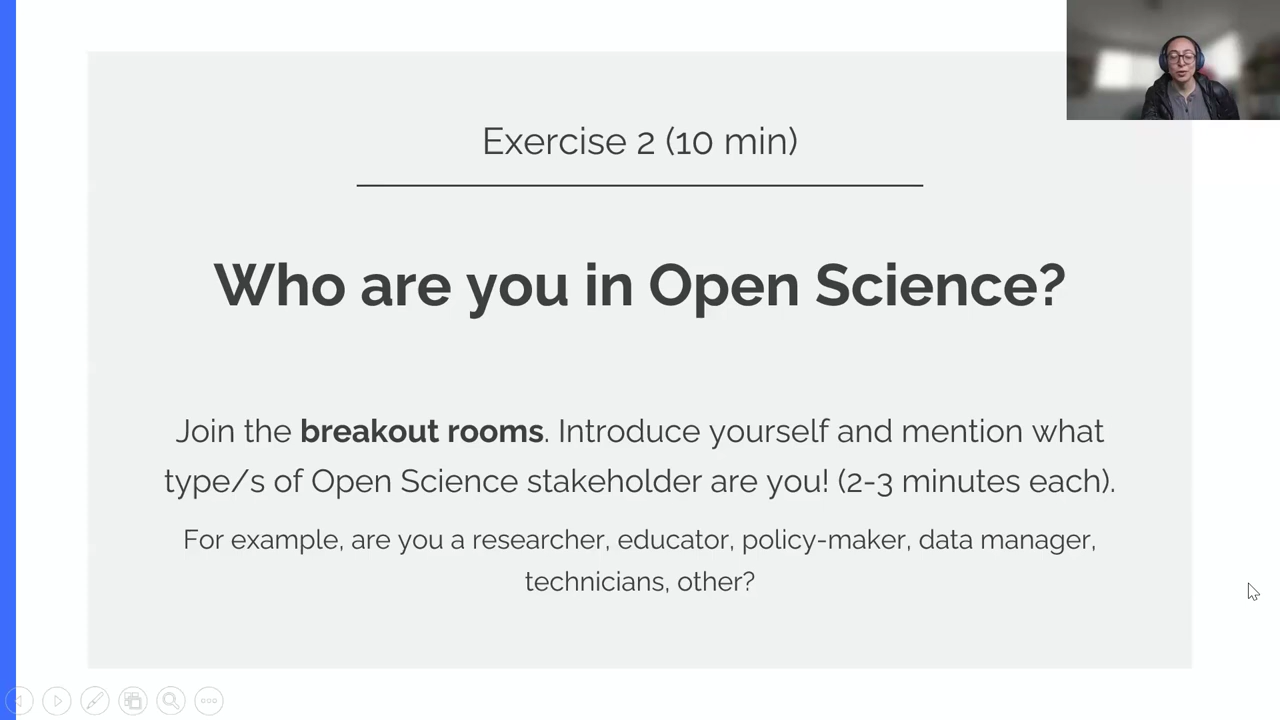 Exercise 2 (10 min)
Who are you in Open Science?
Join the breakout rooms. Introduce yourself and mention what
type/s of Open Science stakeholder are you! (2-3 minutes each).
For example, are you a researcher, educator, policy-maker, data manager,
technicians, other?